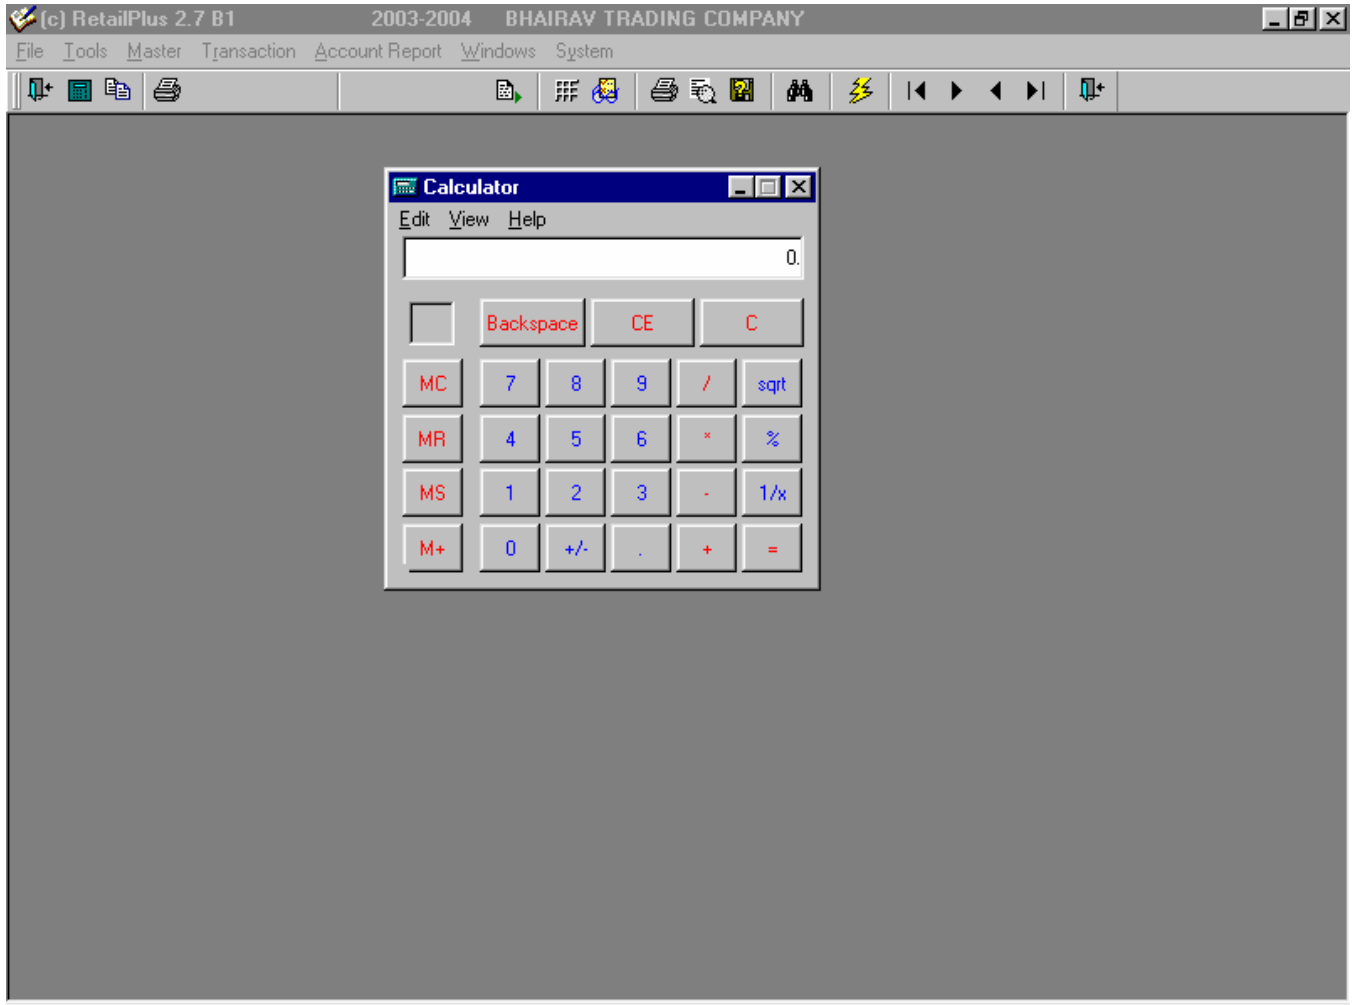 (c) RetailPlus 2.7 B1 2003-2004 BHAIRAV TRADING COMPANY
File Tools Master Transaction Account Report Windows System
Calculator
Edit View Help
0.
Backspace CE C
MC 7 8 9 / sqrt
MR 4 5 6 * %
MS 1 2 3 - 1/x
M+ 0 +/- . + =